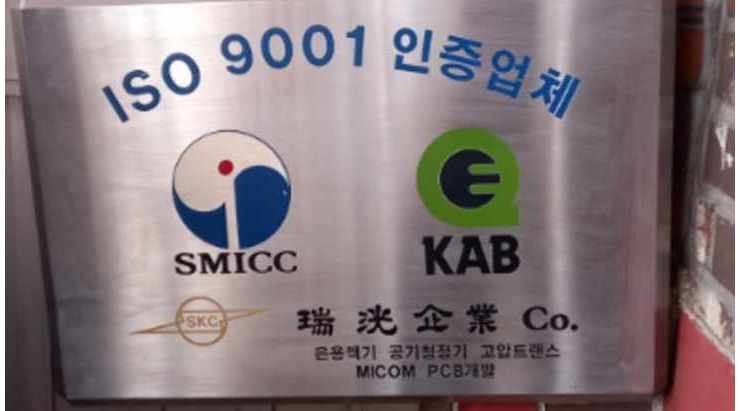 ISO 9001 인증업체
SMICC
KAB
SKC
瑞洸企業 Co.
은용해기 공기청정기 고압트랜스
MICOM PCB개발